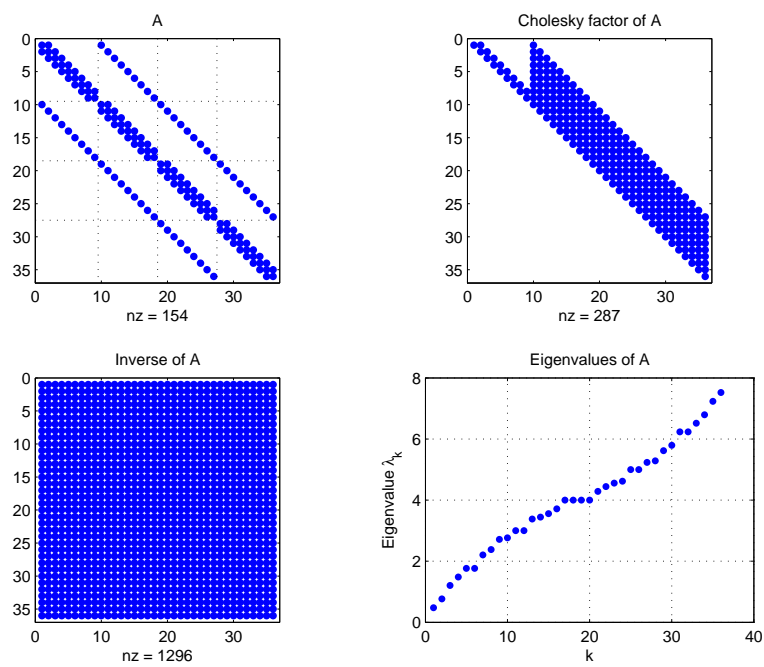 A
0
5
10
15
20
25
30
35
0 10 20 30
nz = 154
Cholesky factor of A
0
5
10
15
20
25
30
35
0 10 20 30
nz = 287
Inverse of A
0
5
10
15
20
25
30
35
0 10 20 30
nz = 1296
Eigenvalues of A
Eigenvalue λk
8
6
4
2
0
0 10 20 30 40
k